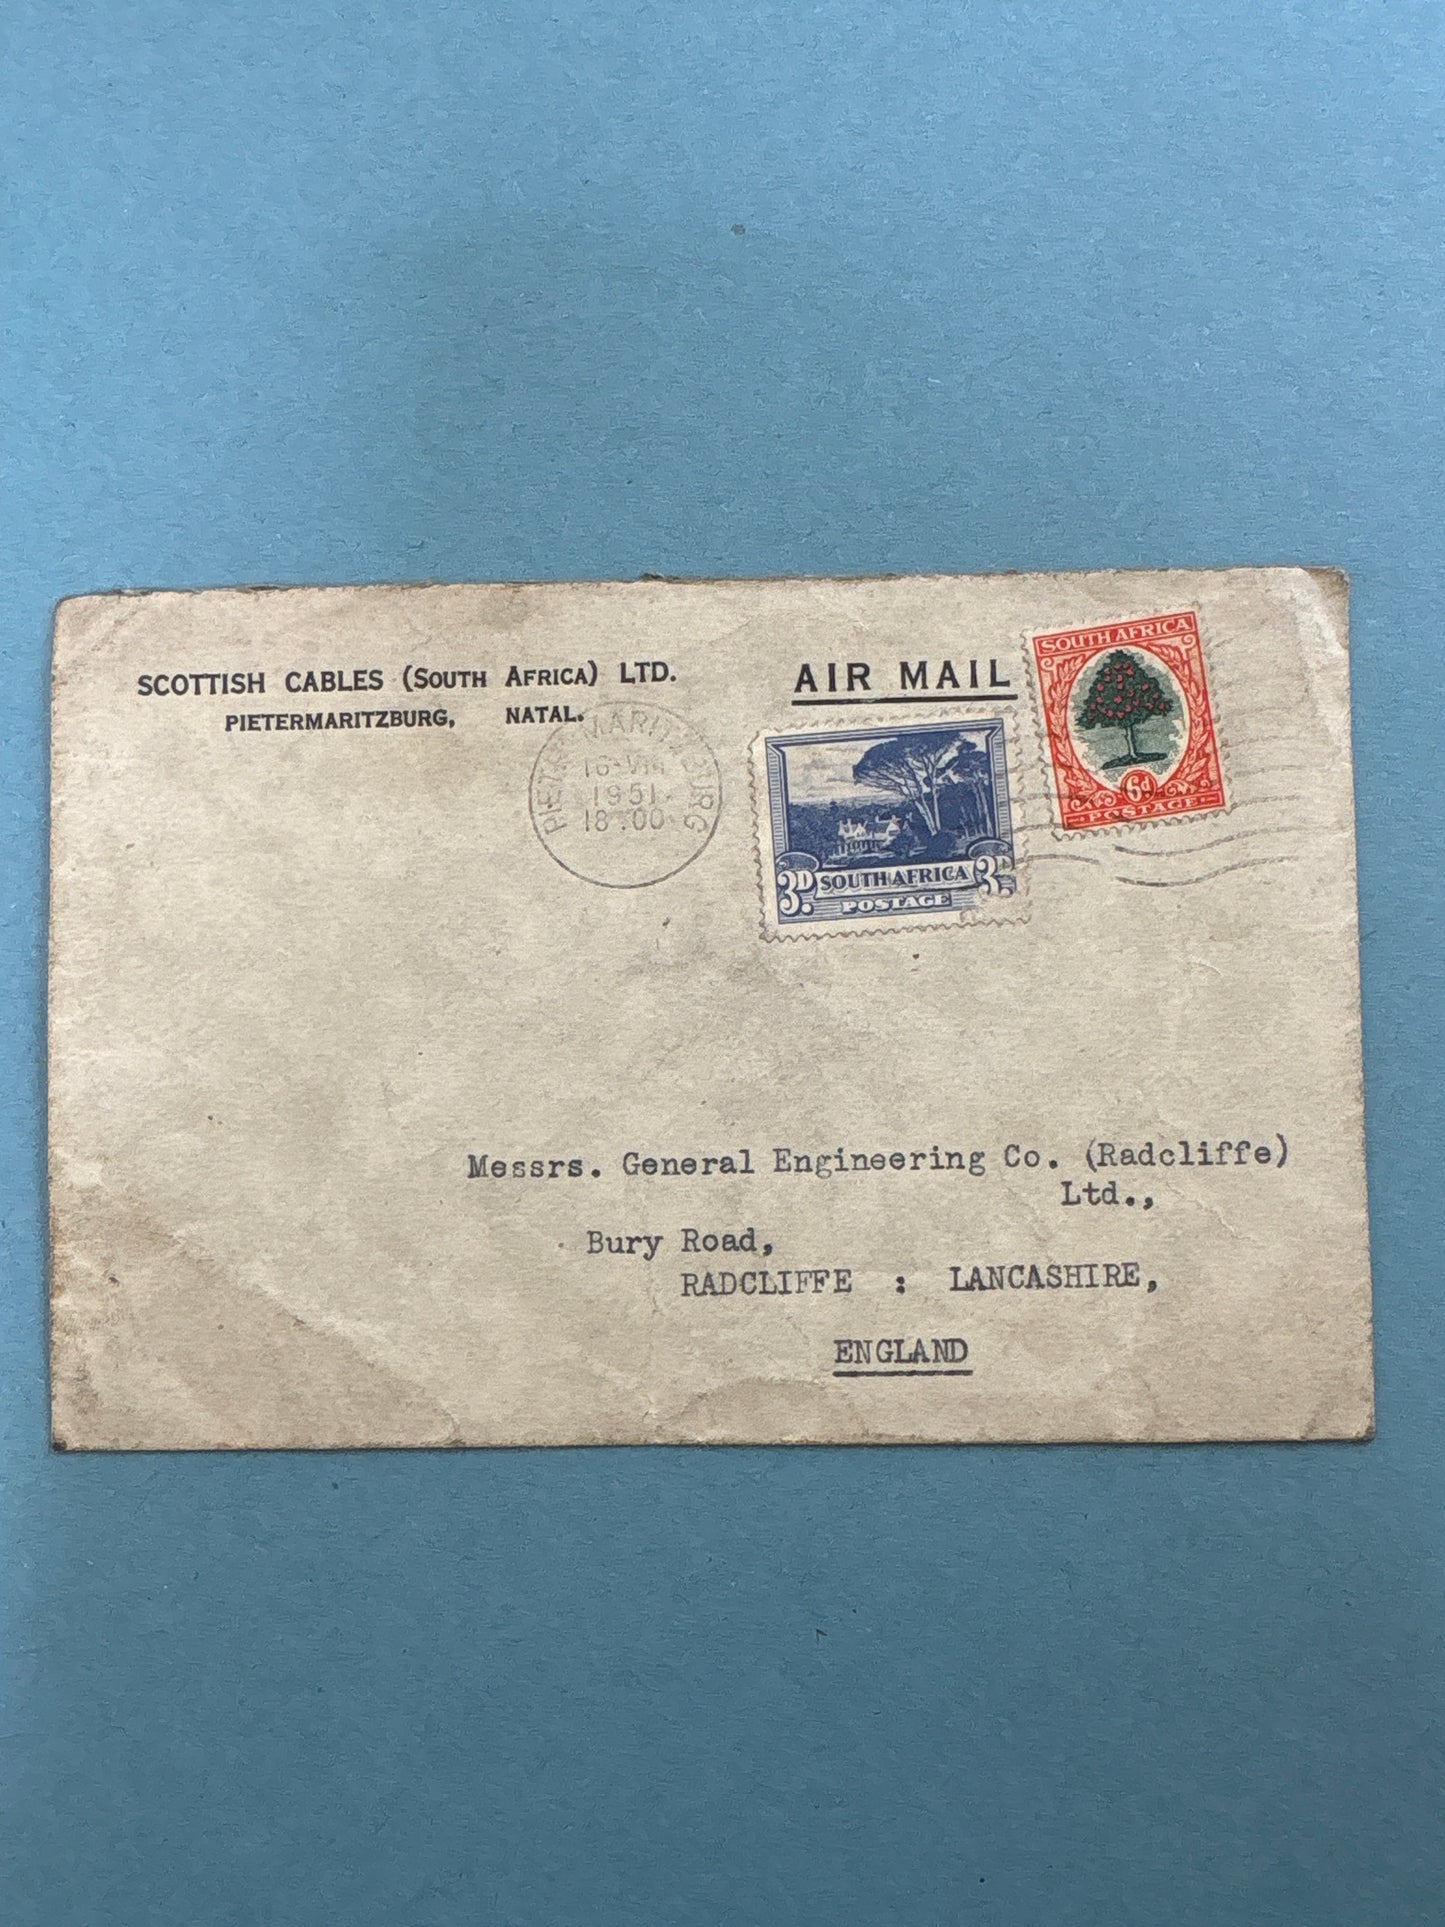 SCOTTISH CABLES (SOUTH AFRICA) LTD.
PIETERMARITZBURG, NATAL.
AIR MAIL
PIETERMARITZBURG
1951
18.00
SOUTH AFRICA
6d
POSTAGE
3D. SOUTH AFRICA 3D.
POSTAGE
Messrs. General Engineering Co. (Radcliffe)
Ltd.,
Bury Road,
RADCLIFFE : LANCASHIRE,
ENGLAND